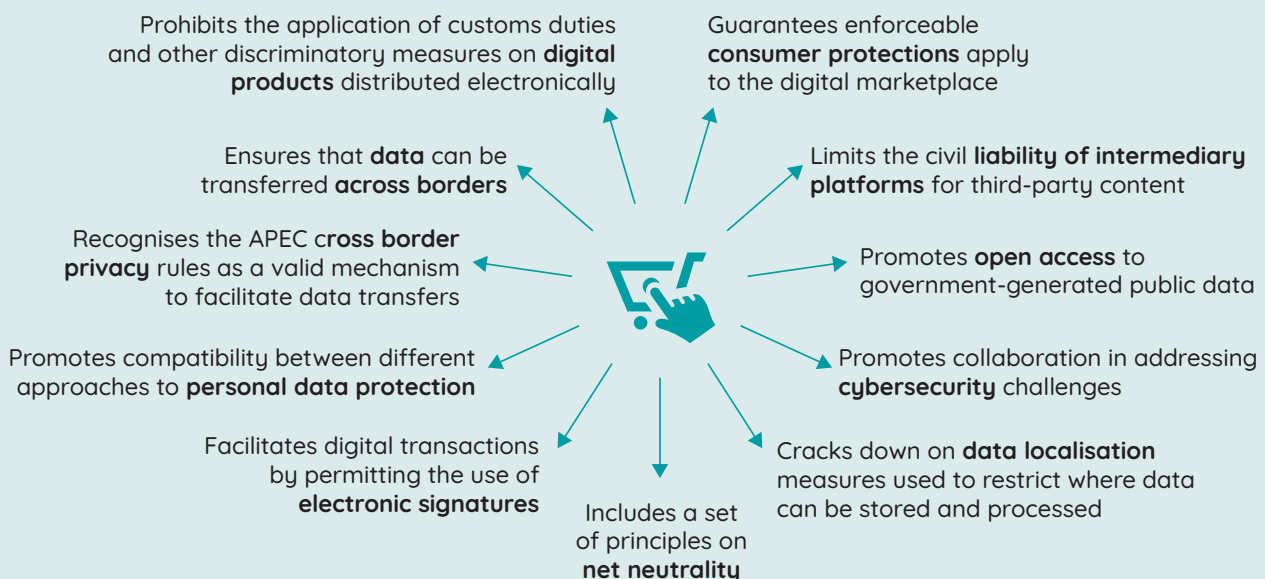 Prohibits the application of customs duties
and other discriminatory measures on digital
products distributed electronically
Guarantees enforceable
consumer protections apply
to the digital marketplace
Ensures that data can be
transferred across borders
Limits the civil liability of intermediary
platforms for third-party content
Recognises the APEC cross border
privacy rules as a valid mechanism
to facilitate data transfers
Promotes open access to
government-generated public data
Promotes compatibility between different
approaches to personal data protection
Promotes collaboration in addressing
cybersecurity challenges
Facilitates digital transactions
by permitting the use of
electronic signatures
Cracks down on data localisation
measures used to restrict where data
can be stored and processed
Includes a set
of principles on
net neutrality